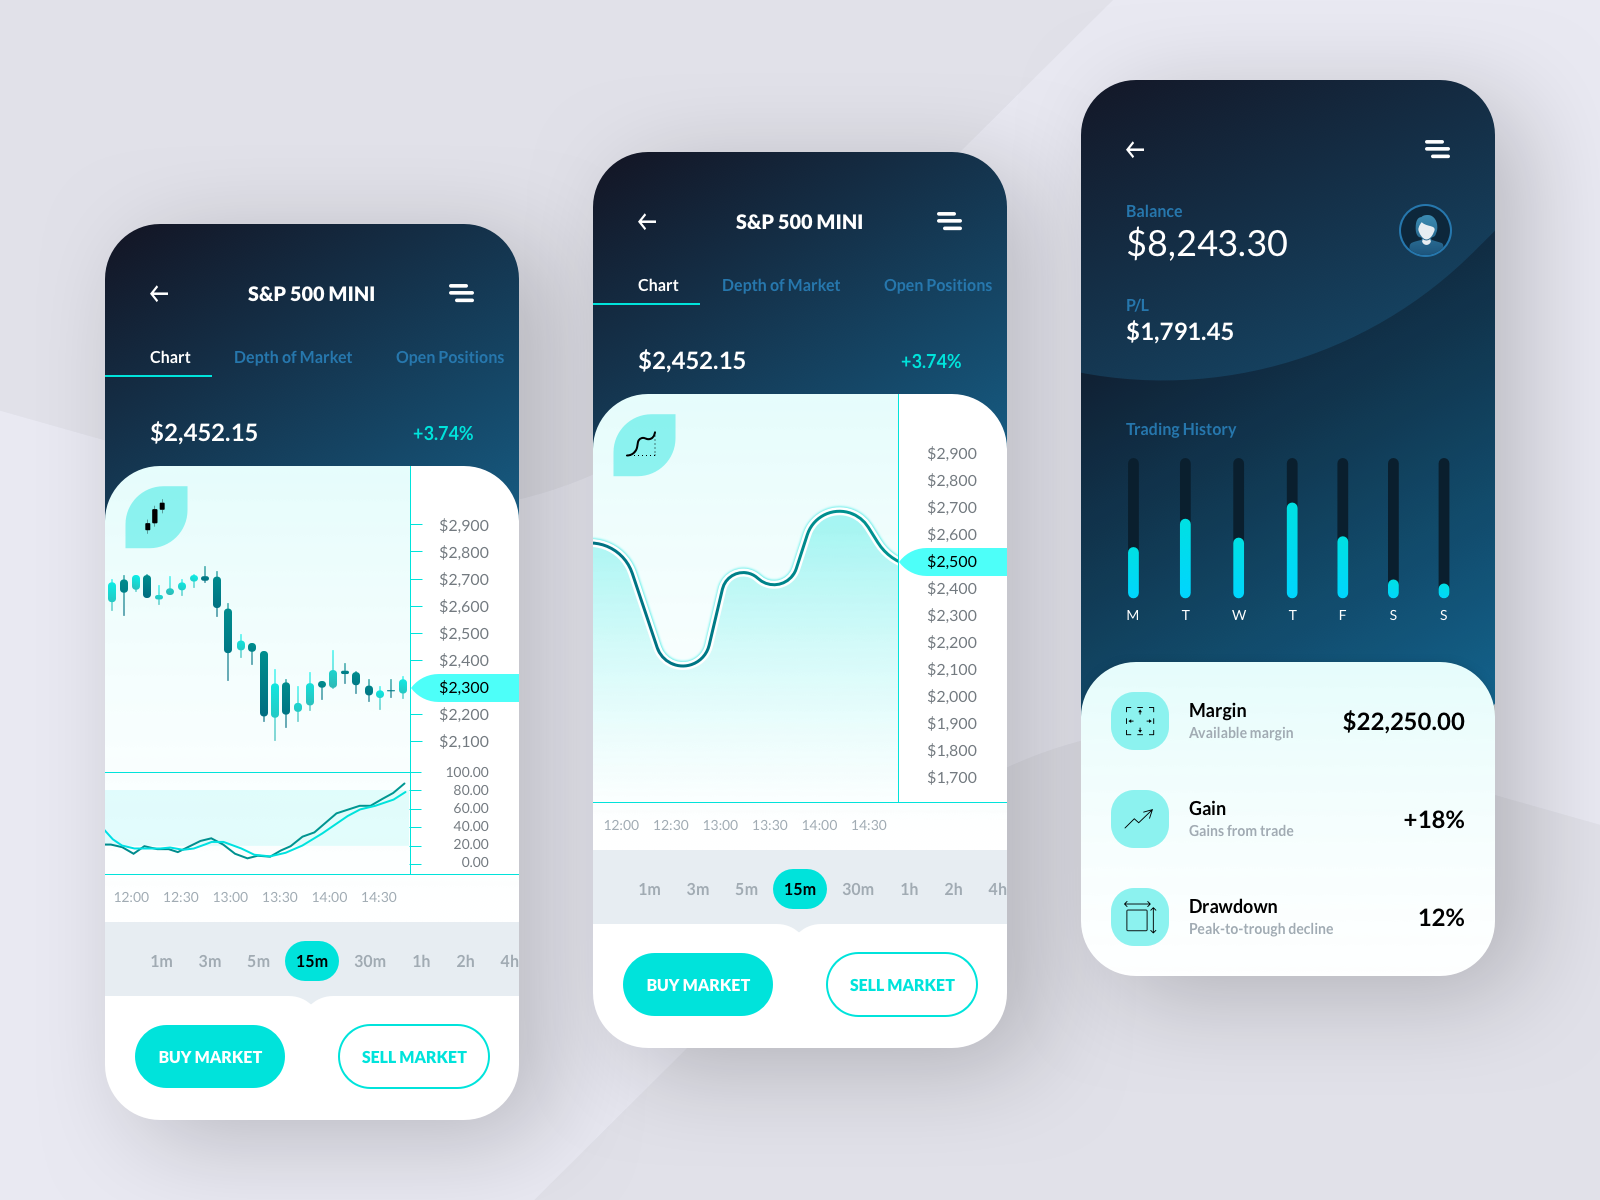 S&P 500 MINI
Chart Depth of Market Open Positions
$2,452.15 +3.74%
$2,900
$2,800
$2,700
$2,600
$2,500
$2,400
$2,300
$2,200
$2,100
100.00
80.00
60.00
40.00
20.00
0.00
12:00 12:30 13:00 13:30 14:00 14:30
1m 3m 5m 15m 30m 1h 2h 4h
BUY MARKET SELL MARKET
S&P 500 MINI
Chart Depth of Market Open Positions
$2,452.15 +3.74%
$2,900
$2,800
$2,700
$2,600
$2,500
$2,400
$2,300
$2,200
$2,100
$2,000
$1,900
$1,800
$1,700
12:00 12:30 13:00 13:30 14:00 14:30
1m 3m 5m 15m 30m 1h 2h 4h
BUY MARKET SELL MARKET
Balance
$8,243.30
P/L
$1,791.45
Trading History
M T W T F S S
Margin
Available margin
$22,250.00
Gain
Gains from trade
+18%
Drawdown
Peak-to-trough decline
12%